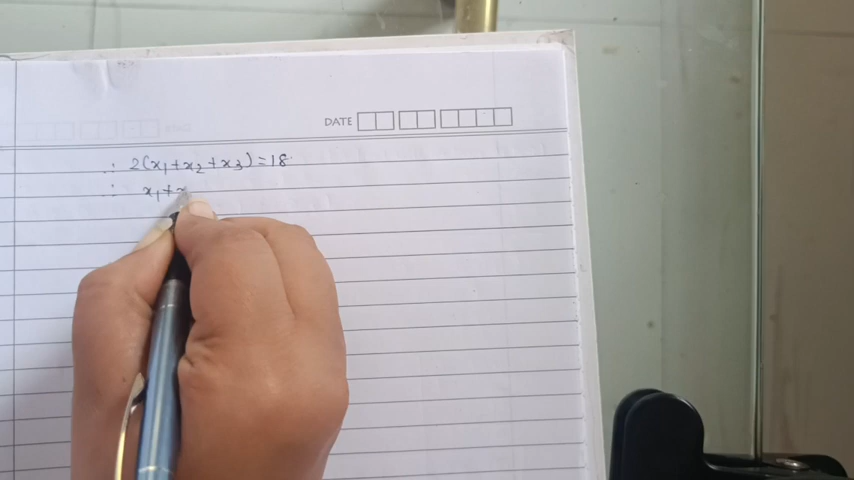 DATE
∴ 2(x₁+x₂+x₃)=18
∴ x₁+x